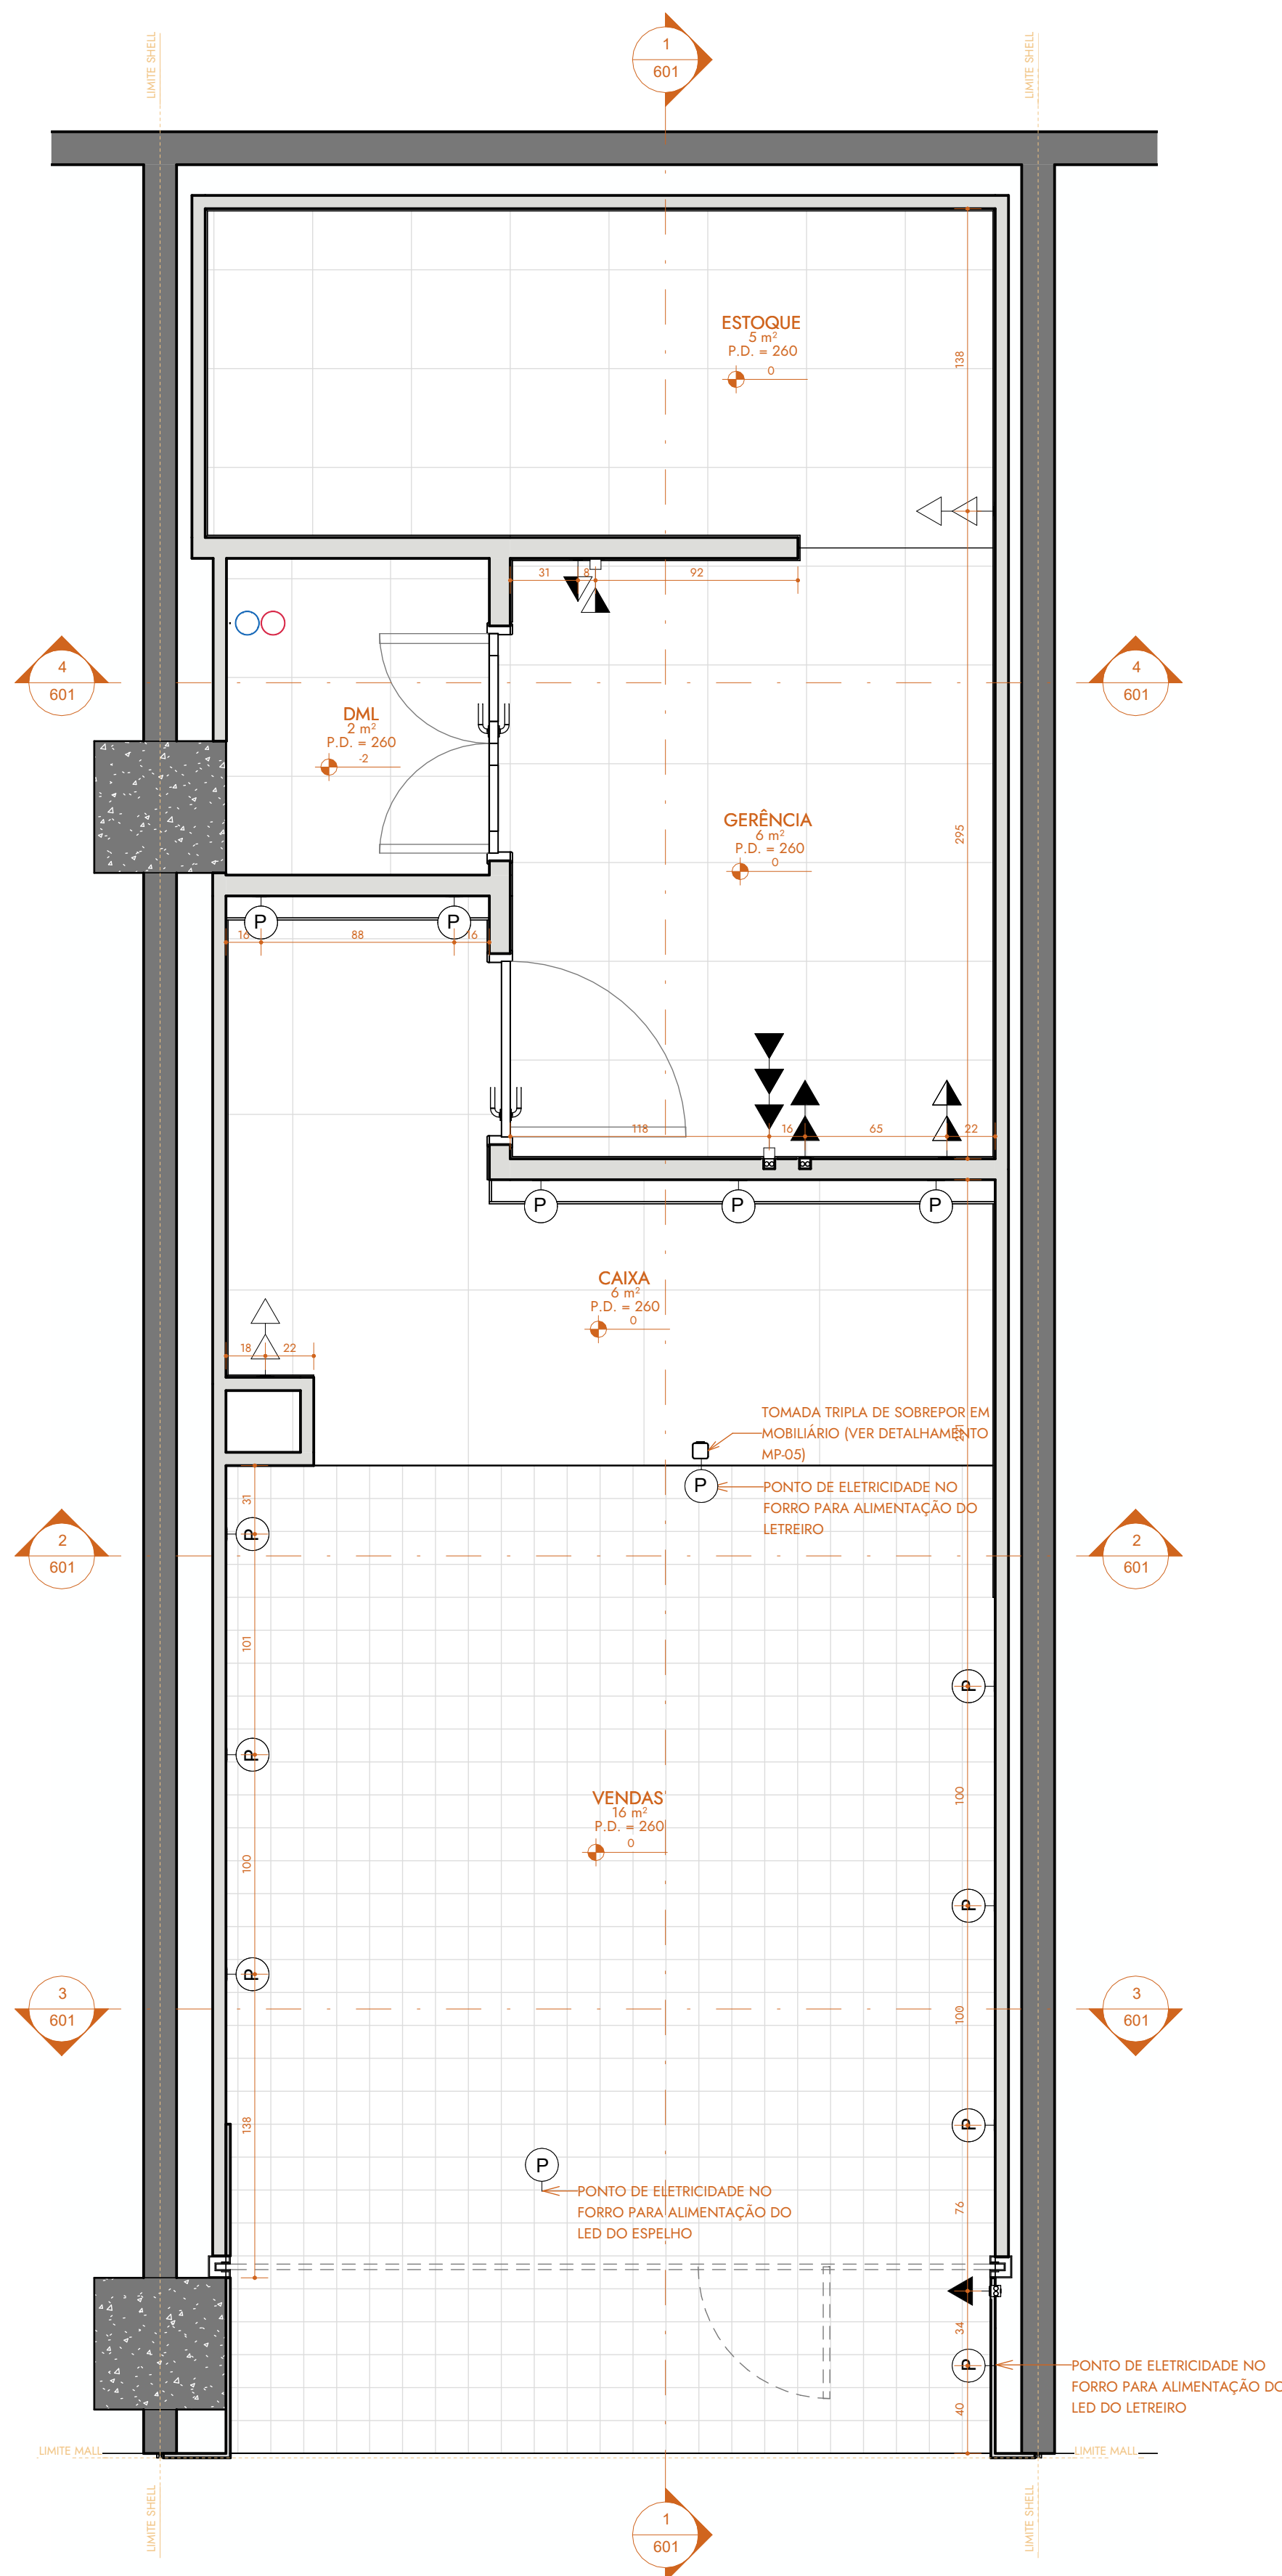 LIMITE SHELL
1
601
LIMITE SHELL
ESTOQUE
5 m²
P.D. = 260
0
138
31
8
92
4
601
4
601
DML
2 m²
P.D. = 260
-2
GERÊNCIA
6 m²
P.D. = 260
0
295
P
P
16
88
16
118
16
65
22
P
P
P
CAIXA
6 m²
P.D. = 260
0
18
22
TOMADA TRIPLA DE SOBREPOR EM
MOBILIÁRIO (VER DETALHAMENTO
MP-05)
P
PONTO DE ELETRICIDADE NO
FORRO PARA ALIMENTAÇÃO DO
LETREIRO
31
P
2
601
2
601
101
P
P
VENDAS
16 m²
P.D. = 260
0
100
100
P
P
3
601
3
601
100
138
P
P
PONTO DE ELETRICIDADE NO
FORRO PARA ALIMENTAÇÃO DO
LED DO ESPELHO
76
34
P
PONTO DE ELETRICIDADE NO
FORRO PARA ALIMENTAÇÃO DO
LED DO LETREIRO
40
LIMITE MALL
LIMITE MALL
LIMITE SHELL
1
601
LIMITE SHELL